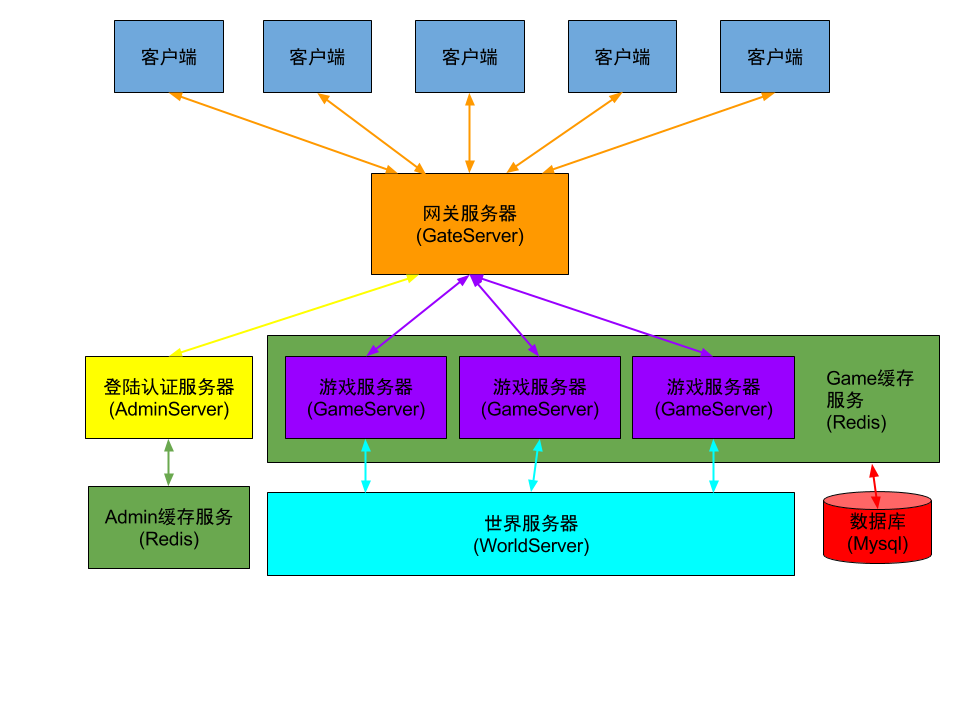 客户端
客户端
客户端
客户端
客户端
网关服务器
(GateServer)
登陆认证服务器
(AdminServer)
游戏服务器
(GameServer)
游戏服务器
(GameServer)
游戏服务器
(GameServer)
Game缓存
服务
(Redis)
Admin缓存服务
(Redis)
世界服务器
(WorldServer)
数据库
(Mysql)